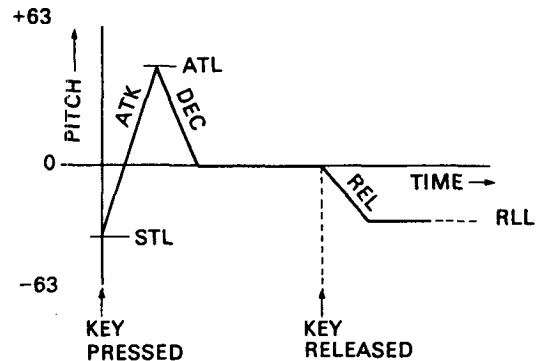 +63
PITCH
ATK
ATL
DEC
0
TIME
REL
RLL
STL
−63
KEY
PRESSED
KEY
RELEASED